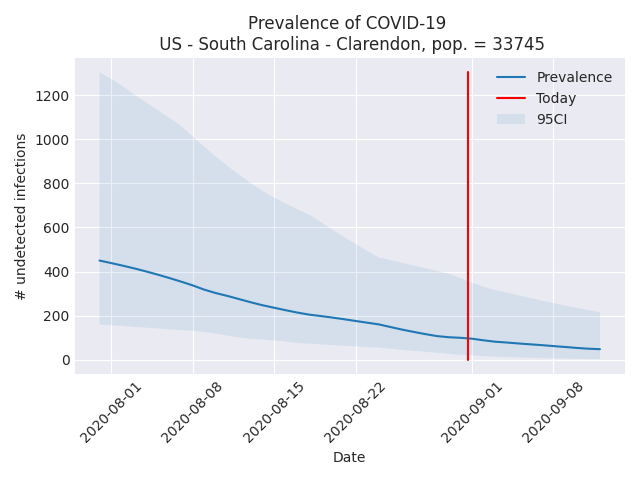 Prevalence of COVID-19
US - South Carolina - Clarendon, pop. = 33745
# undetected infections
1200
1000
800
600
400
200
0
Prevalence
Today
95CI
2020-08-01
2020-08-08
2020-08-15
2020-08-22
2020-09-01
2020-09-08
Date